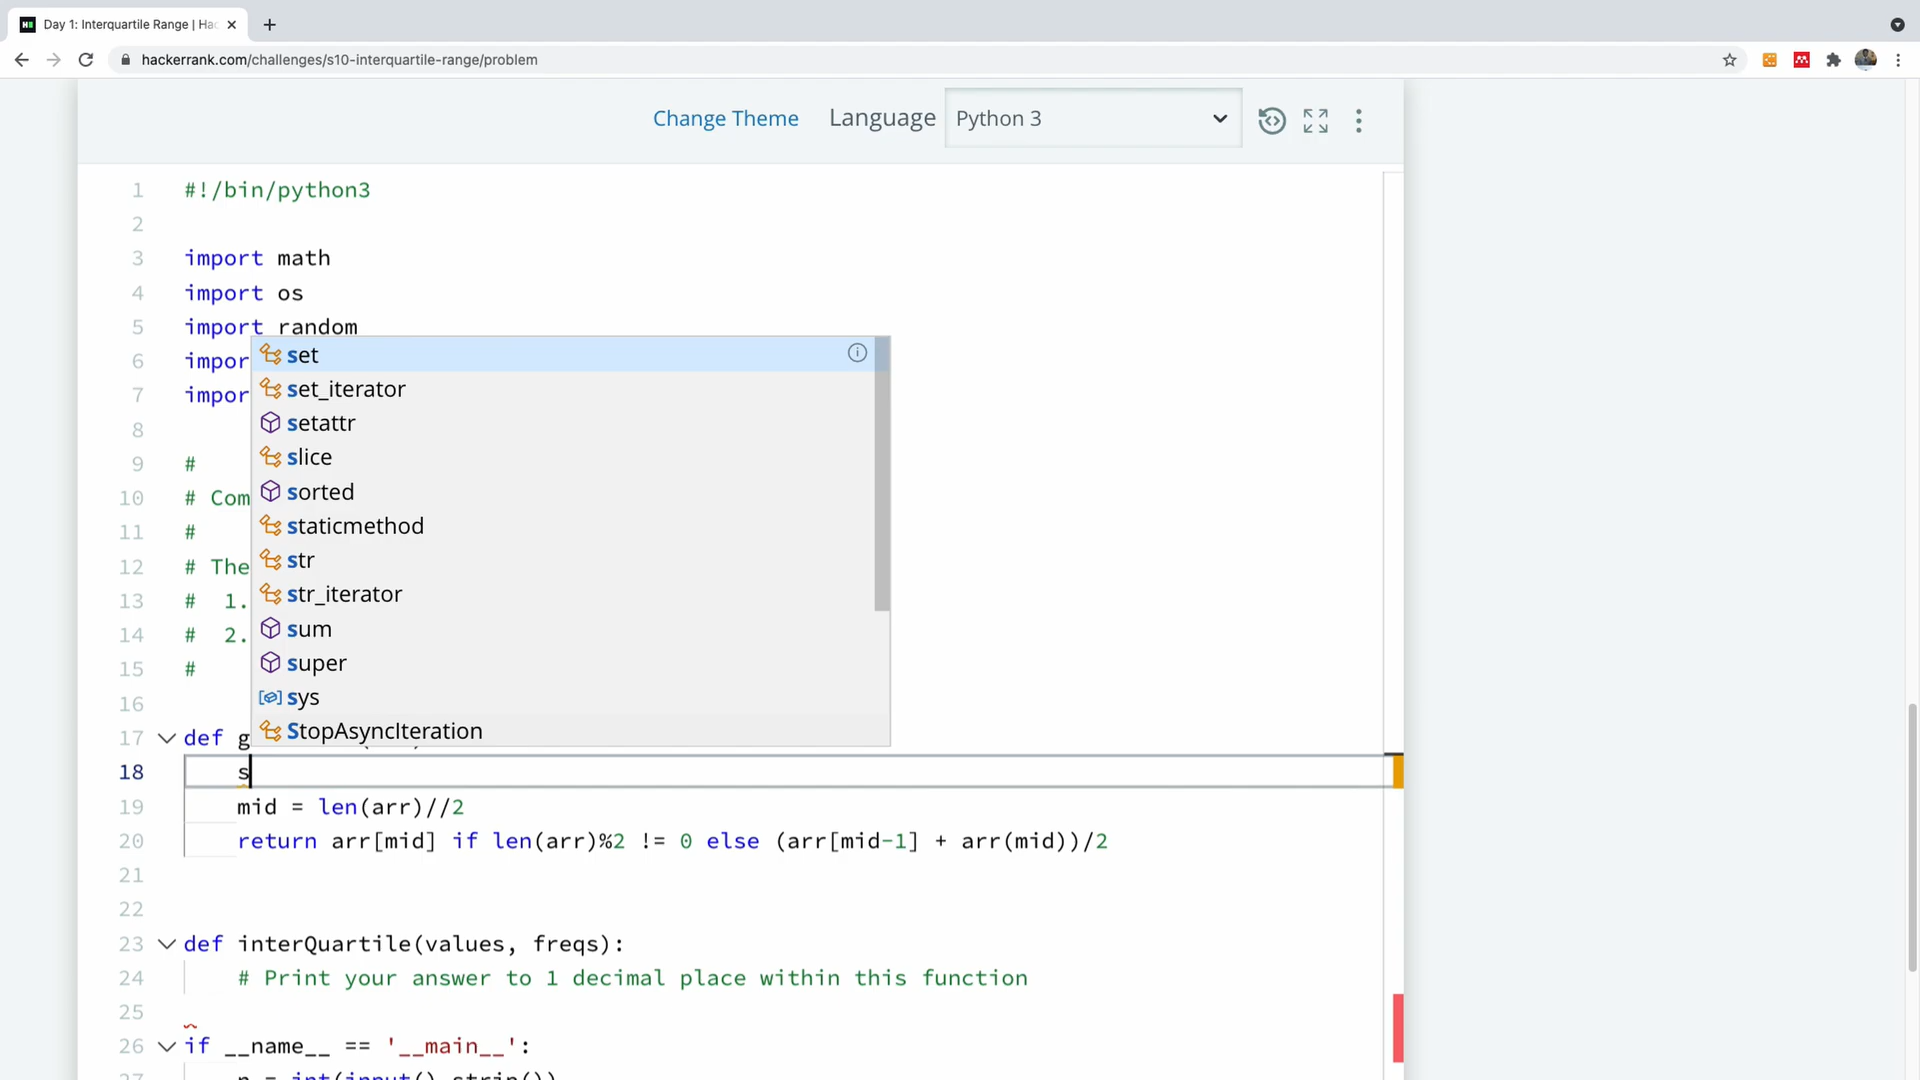 Day 1: Interquartile Range | Hac
hackerrank.com/challenges/s10-interquartile-range/problem
Change Theme Language Python 3
1 #!/bin/python3
2
3 import math
4 import os
5 import random
6 impor
7 impor
8
9 #
10 # Com
11 #
12 # The
13 # 1.
14 # 2.
15 #
16
set
set_iterator
setattr
slice
sorted
staticmethod
str
str_iterator
sum
super
sys
StopAsyncIteration
17 def g
18 s
19 mid = len(arr)//2
20 return arr[mid] if len(arr)%2 != 0 else (arr[mid-1] + arr(mid))/2
21
22
23 def interQuartile(values, freqs):
24 # Print your answer to 1 decimal place within this function
25
26 if __name__ == '__main__':
27 n = int(input().strip())